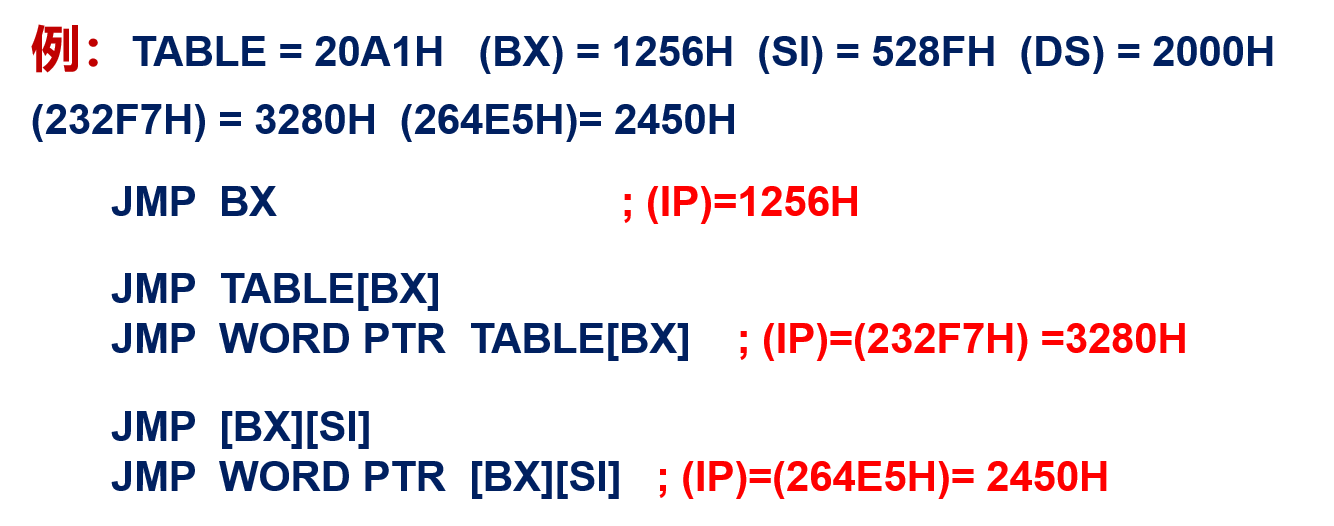 例：TABLE = 20A1H (BX) = 1256H (SI) = 528FH (DS) = 2000H
(232F7H) = 3280H (264E5H)= 2450H
JMP BX ; (IP)=1256H
JMP TABLE[BX]
JMP WORD PTR TABLE[BX] ; (IP)=(232F7H) =3280H
JMP [BX][SI]
JMP WORD PTR [BX][SI] ; (IP)=(264E5H)= 2450H